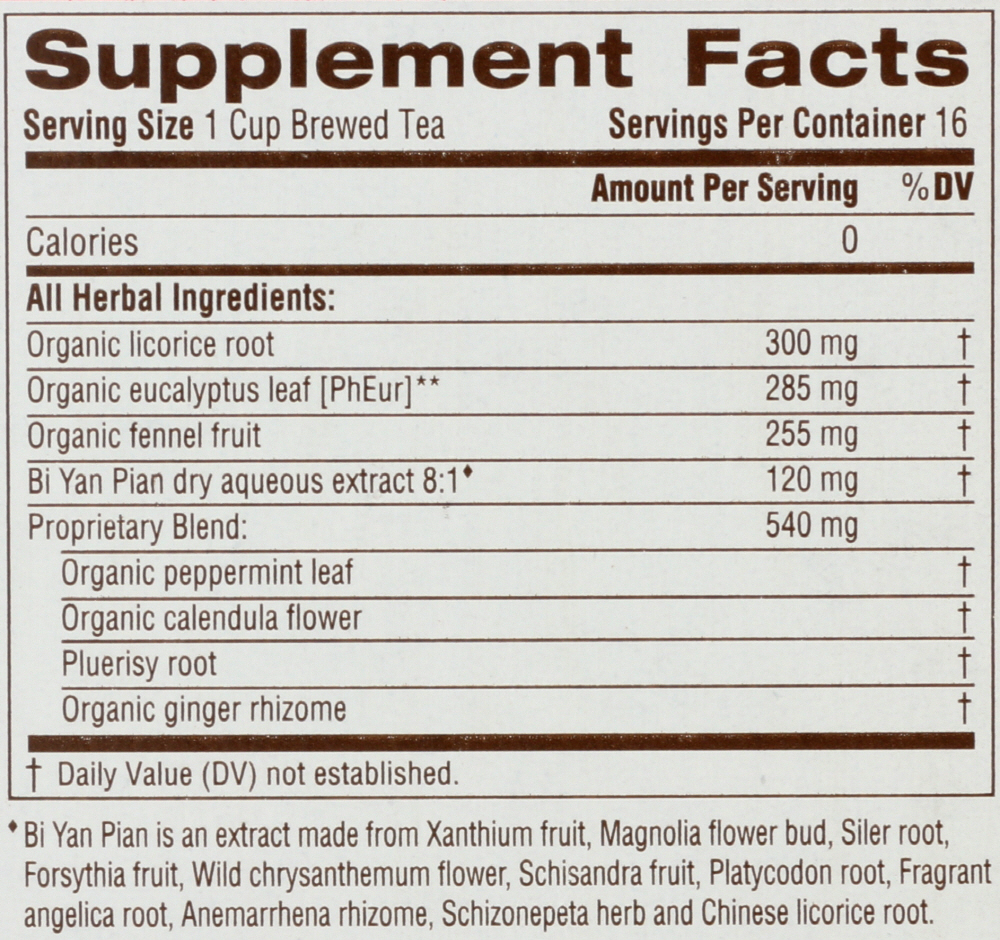 Supplement Facts
Serving Size 1 Cup Brewed Tea Servings Per Container 16
Amount Per Serving %DV
Calories 0
All Herbal Ingredients:
Organic licorice root 300 mg †
Organic eucalyptus leaf [PhEur]** 285 mg †
Organic fennel fruit 255 mg †
Bi Yan Pian dry aqueous extract 8:1♦ 120 mg †
Proprietary Blend: 540 mg
Organic peppermint leaf †
Organic calendula flower †
Pluerisy root †
Organic ginger rhizome †
† Daily Value (DV) not established.
♦Bi Yan Pian is an extract made from Xanthium fruit, Magnolia flower bud, Siler root,
Forsythia fruit, Wild chrysanthemum flower, Schisandra fruit, Platycodon root, Fragrant
angelica root, Anemarrhena rhizome, Schizonepeta herb and Chinese licorice root.